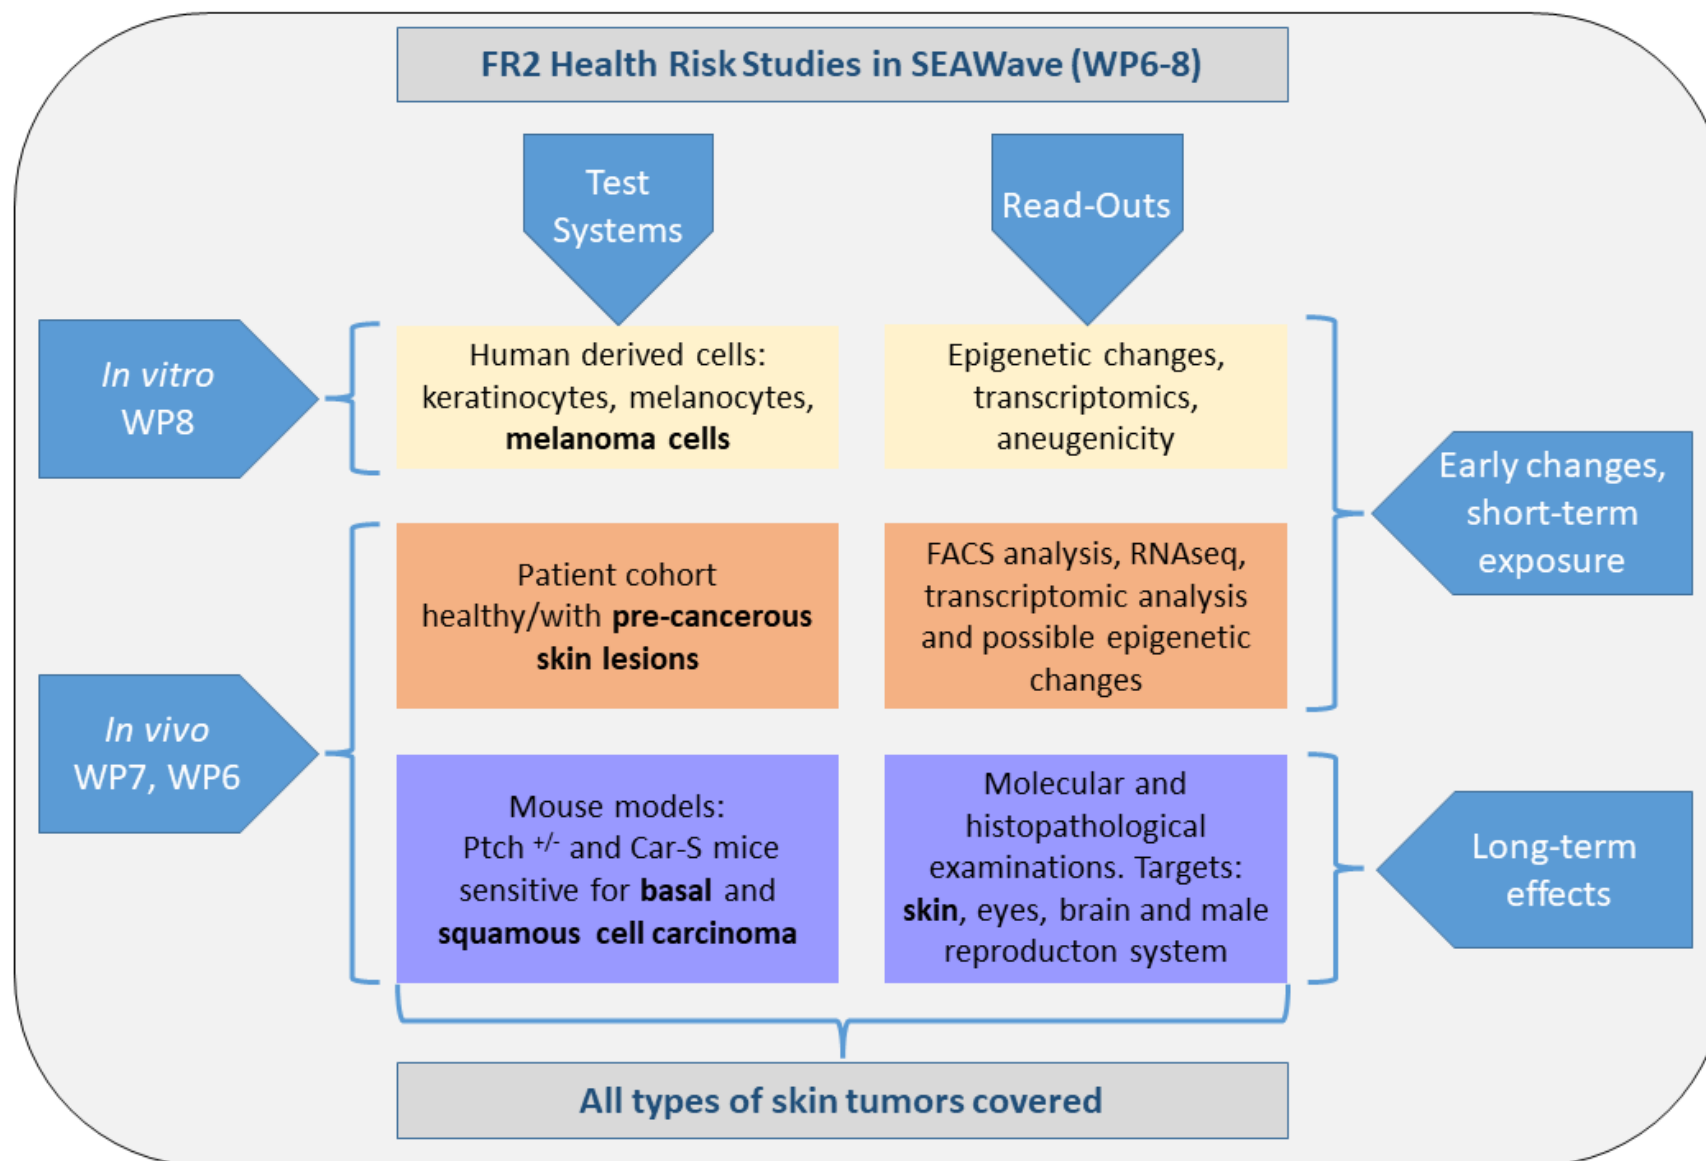 FR2 Health Risk Studies in SEAWave (WP6-8)
Test
Systems
Read-Outs
In vitro
WP8
Human derived cells:
keratinocytes, melanocytes,
melanoma cells
Epigenetic changes,
transcriptomics,
aneugenicity
Early changes,
short-term
exposure
In vivo
WP7, WP6
Patient cohort
healthy/with pre-cancerous
skin lesions
FACS analysis, RNAseq,
transcriptomic analysis
and possible epigenetic
changes
Mouse models:
Ptch +/- and Car-S mice
sensitive for basal and
squamous cell carcinoma
Molecular and
histopathological
examinations. Targets:
skin, eyes, brain and male
reproducton system
Long-term
effects
All types of skin tumors covered